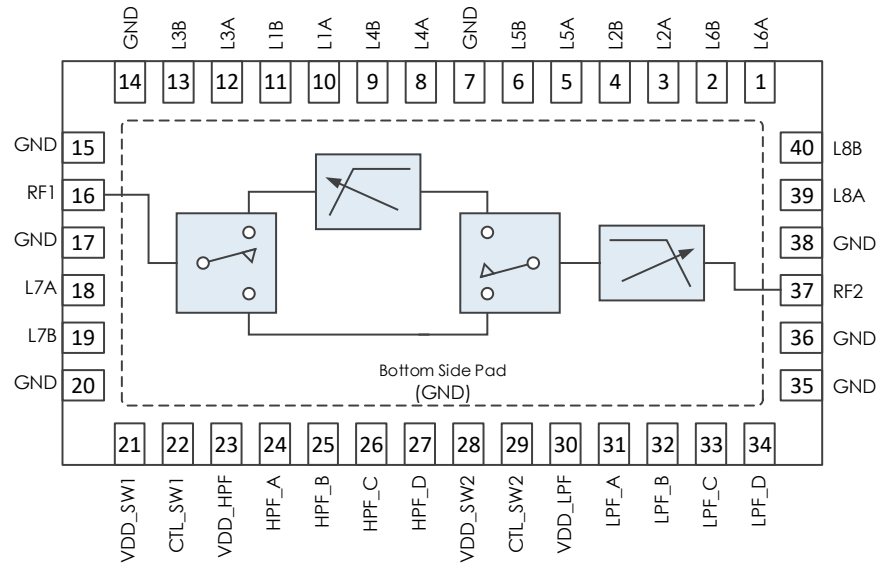 GND
L3B
L3A
L1B
L1A
L4B
L4A
GND
L5B
L5A
L2B
L2A
L6B
L6A
14 13 12 11 10 9 8 7 6 5 4 3 2 1
GND 15
40 L8B
RF1 16
39 L8A
GND 17
38 GND
L7A 18
37 RF2
L7B 19
36 GND
GND 20
35 GND
Bottom Side Pad
(GND)
21 22 23 24 25 26 27 28 29 30 31 32 33 34
VDD_SW1
CTL_SW1
VDD_HPF
HPF_A
HPF_B
HPF_C
HPF_D
VDD_SW2
CTL_SW2
VDD_LPF
LPF_A
LPF_B
LPF_C
LPF_D